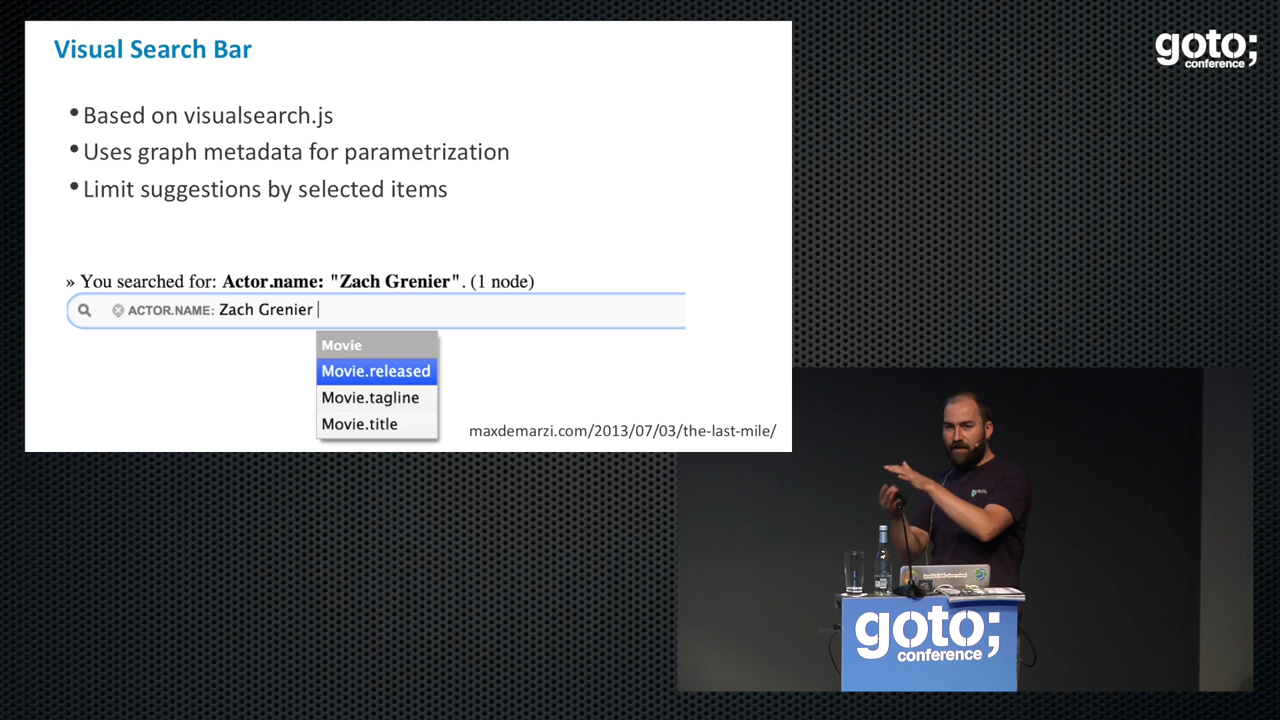 Visual Search Bar
• Based on visualsearch.js
• Uses graph metadata for parametrization
• Limit suggestions by selected items
» You searched for: Actor.name: "Zach Grenier". (1 node)
ACTOR.NAME: Zach Grenier
Movie
Movie.released
Movie.tagline
Movie.title
maxdemarzi.com/2013/07/03/the-last-mile/
goto;
conference
goto;
conference